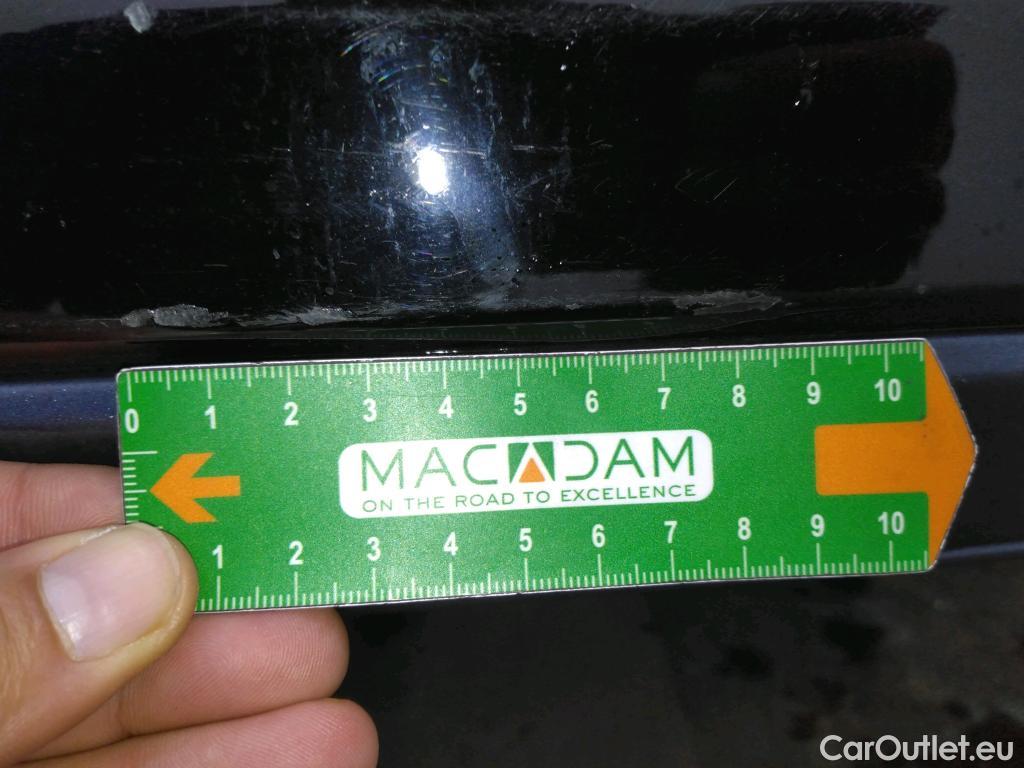 0 1 2 3 4 5 6 7 8 9 10
MACADAM
ON THE ROAD TO EXCELLENCE
1 2 3 4 5 6 7 8 9 10
CarOutlet.eu